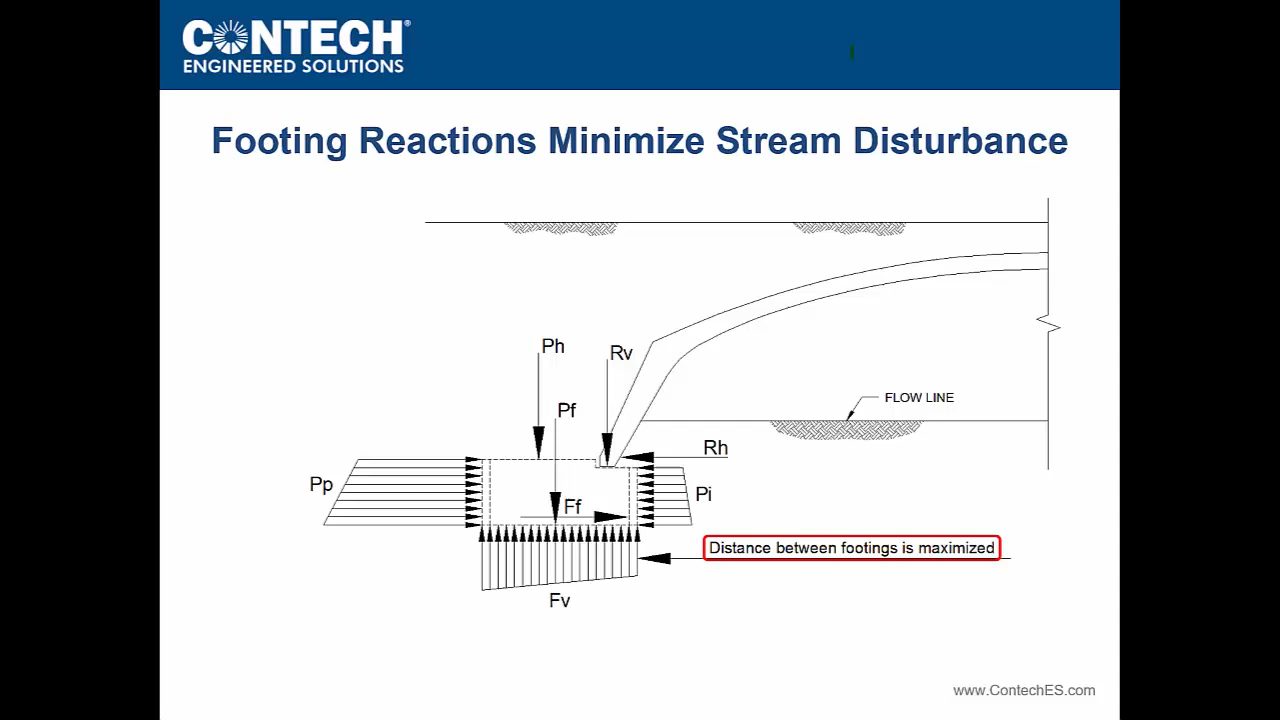 CONTECH®
ENGINEERED SOLUTIONS
Footing Reactions Minimize Stream Disturbance
Ph
Rv
Pf
FLOW LINE
Rh
Pp
Pi
Ff
Distance between footings is maximized
Fv
www.ContechES.com